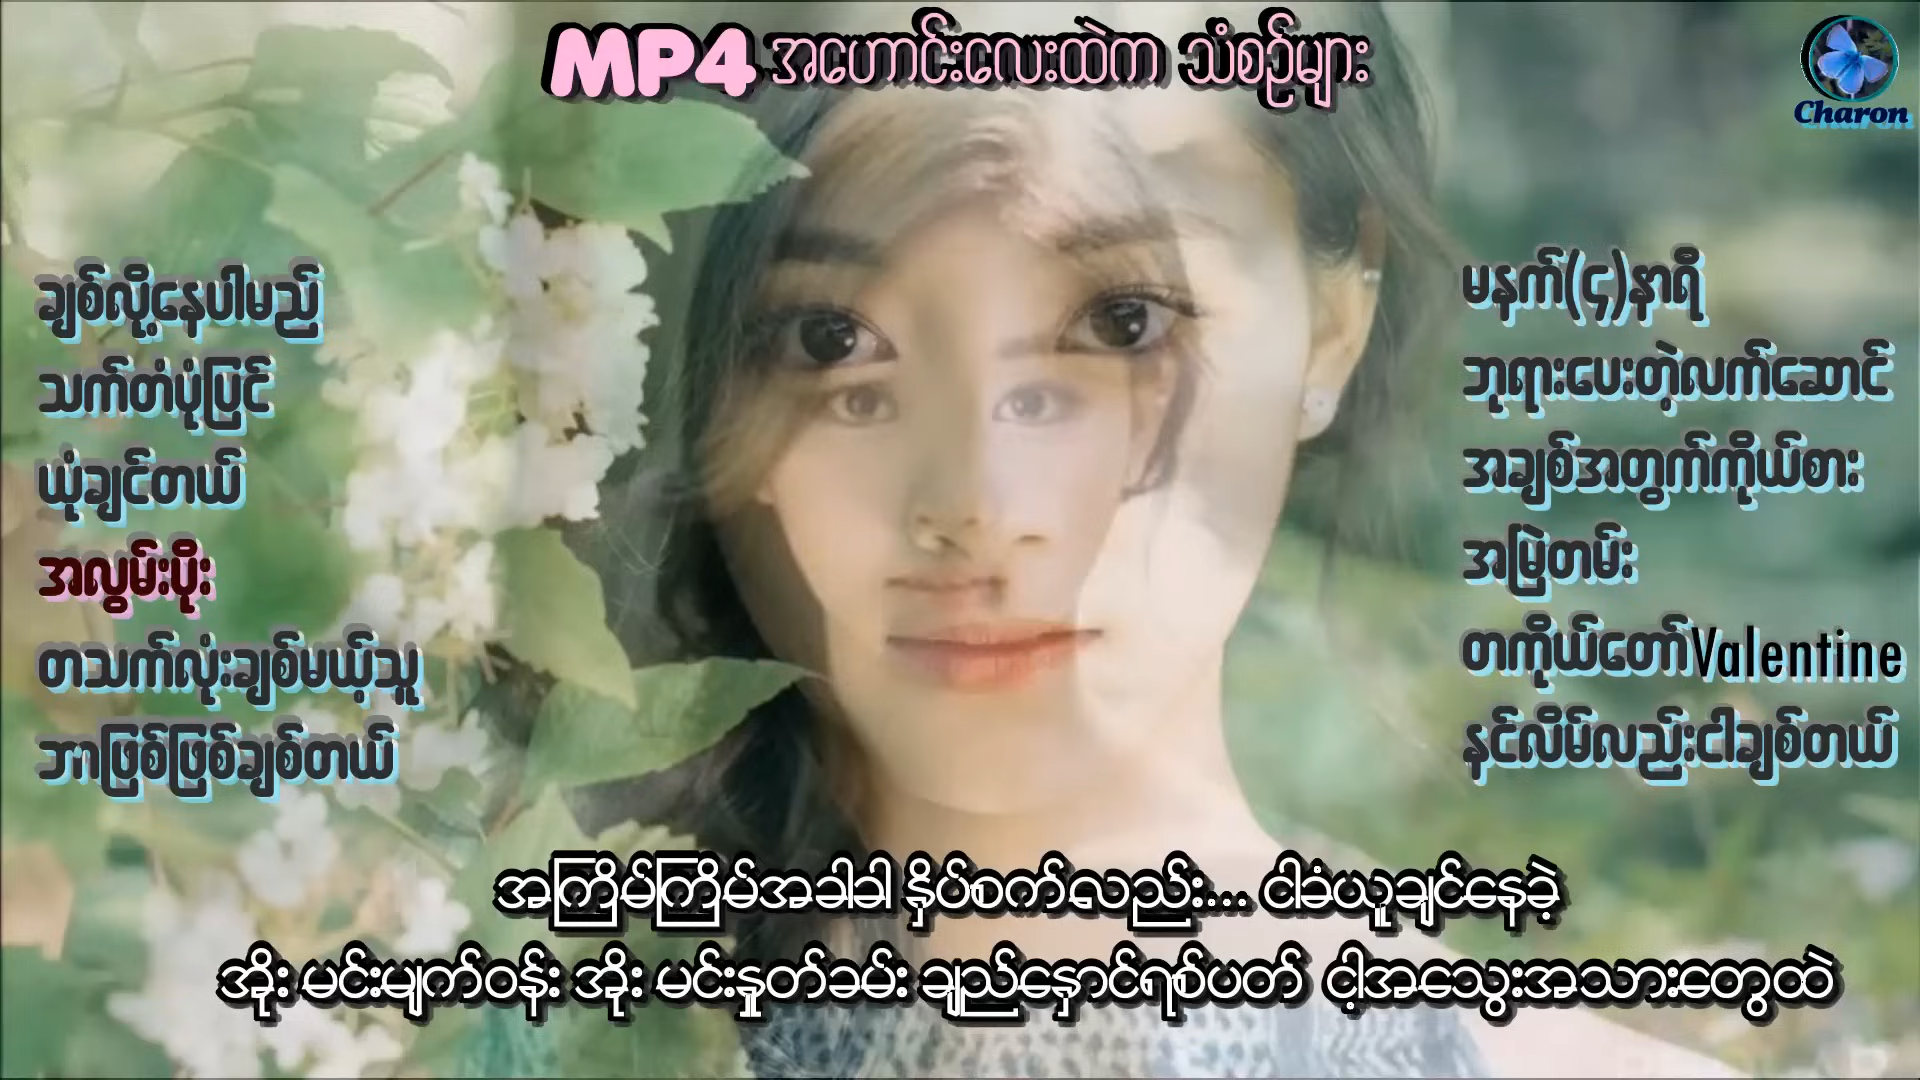 MP4 အဟောင်းလေးထဲက သံစဉ်များ
Charon
ချစ်လို့နေပါမည်
သက်တံပုံပြင်
ယုံချင်တယ်
အလွမ်းပိုး
တသက်လုံးချစ်မယ့်သူ
ဘာဖြစ်ဖြစ်ချစ်တယ်
မနက်(၄)နာရီ
ဘုရားပေးတဲ့လက်ဆောင်
အချစ်အတွက်ကိုယ်စား
အမြဲတမ်း
တကိုယ်တော်Valentine
နင်လိမ်လည်းငါချစ်တယ်
အကြိမ်ကြိမ်အခါခါ နှိပ်စက်လည်း... ငါခံယူချင်နေခဲ့
အိုး မင်းမျက်ဝန်း အိုး မင်းနှုတ်ခမ်း ချည်နှောင်ရစ်ပတ် ငါ့အသွေးအသားတွေထဲ